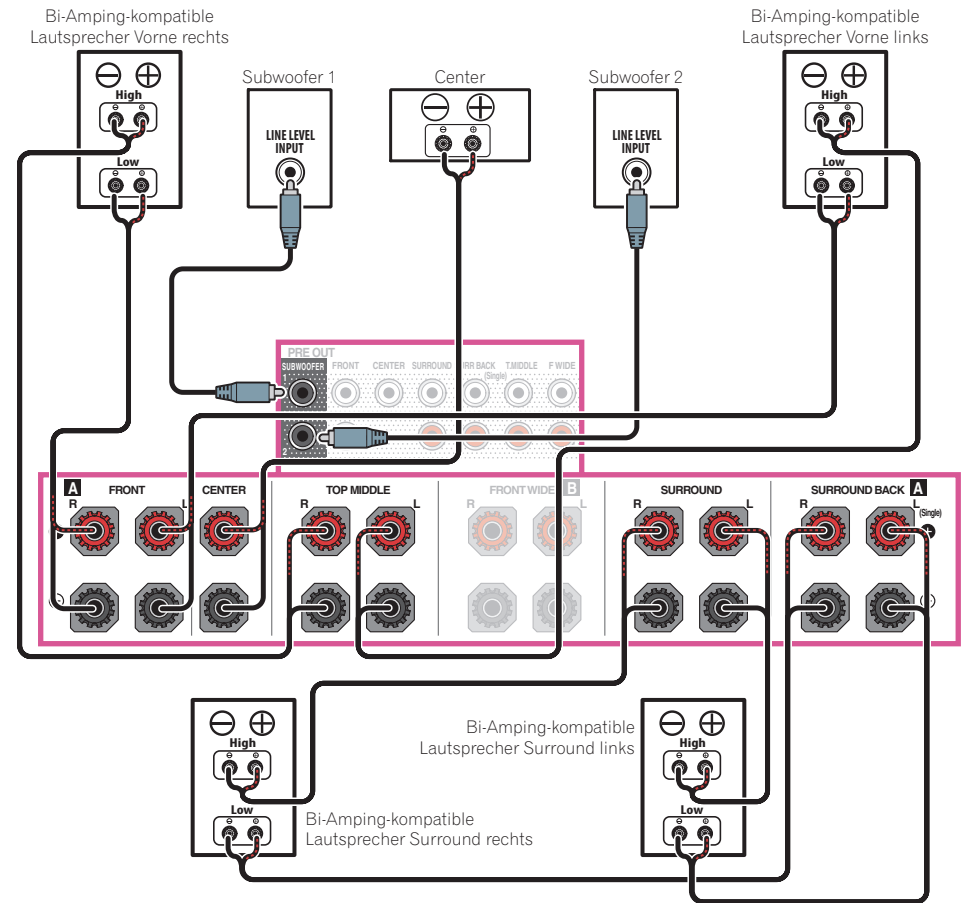 Bi-Amping-kompatible
Lautsprecher Vorne rechts
Bi-Amping-kompatible
Lautsprecher Vorne links
Subwoofer 1
Center
Subwoofer 2
High
Low
LINE LEVEL
INPUT
LINE LEVEL
INPUT
High
Low
PRE OUT
SUBWOOFER
FRONT
CENTER
SURROUND
T.MIDDLE
F WIDE
(Single)
1
2
A
FRONT
CENTER
TOP MIDDLE
FRONT WIDE
B
SURROUND
SURROUND BACK
A
R
L
R
L
R
L
R
L
R
L
(Single)
High
Low
Bi-Amping-kompatible
Lautsprecher Surround rechts
Bi-Amping-kompatible
Lautsprecher Surround links
High
Low